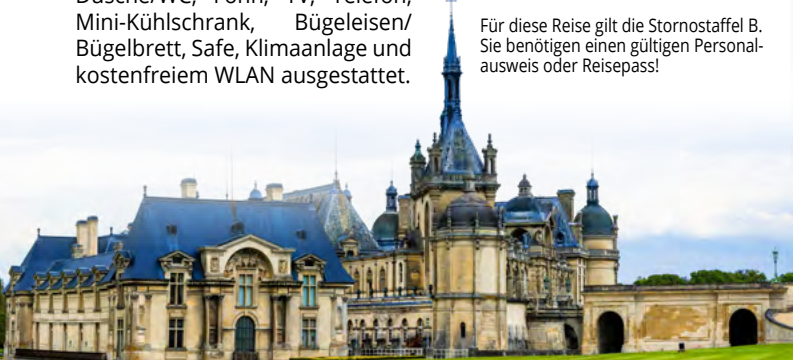 Mini-Kühlschrank, Bügeleisen/
Bügelbrett, Safe, Klimaanlage und
kostenfreiem WLAN ausgestattet.
Für diese Reise gilt die Stornostaffel B.
Sie benötigen einen gültigen Personal-
ausweis oder Reisepass!